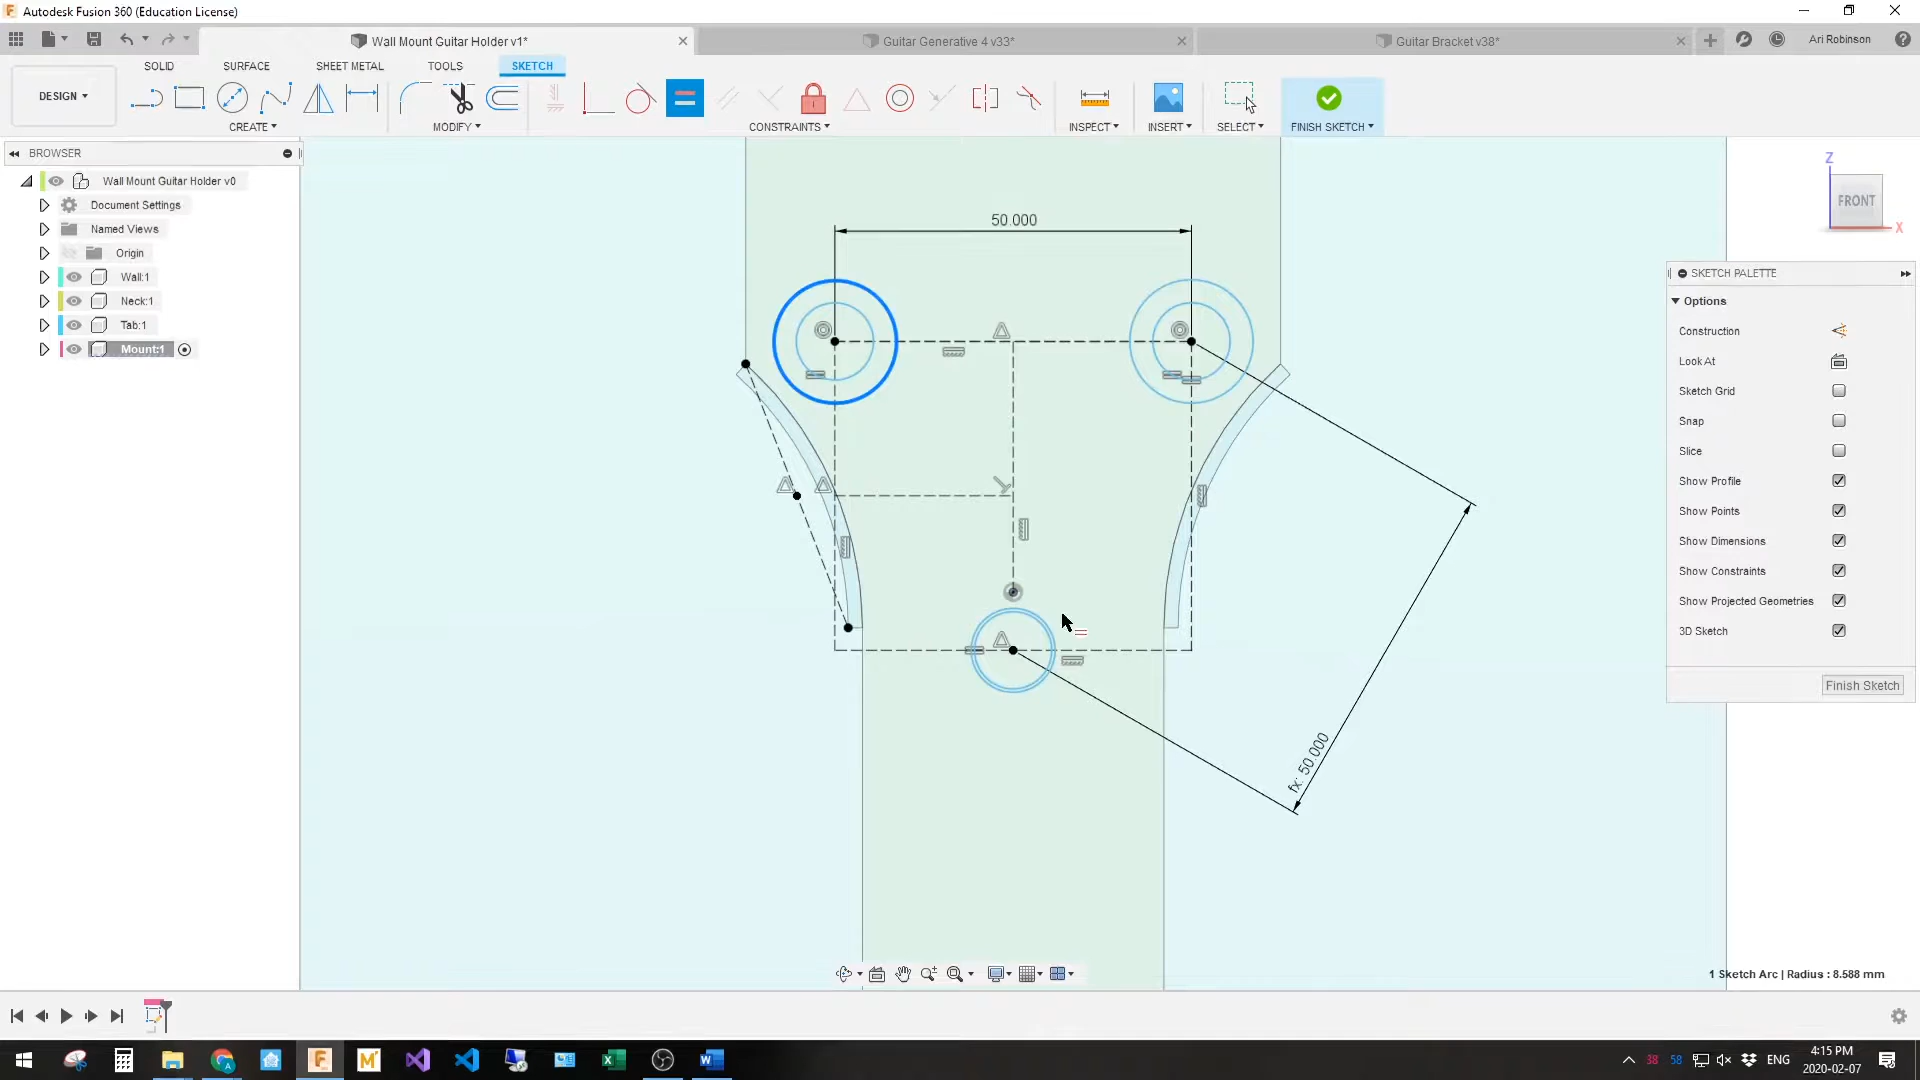 Autodesk Fusion 360 (Education License)
Wall Mount Guitar Holder v1*
Guitar Generative 4 v33*
Guitar Bracket v38*
Ari Robinson
DESIGN
SOLID
SURFACE
SHEET METAL
TOOLS
SKETCH
CREATE
MODIFY
CONSTRAINTS
INSPECT
INSERT
SELECT
FINISH SKETCH
BROWSER
Wall Mount Guitar Holder v0
Document Settings
Named Views
Origin
Wall:1
Neck:1
Tab:1
Mount:1
50.000
fx: 50.000
Z
FRONT
X
SKETCH PALETTE
Options
Construction
Look At
Sketch Grid
Snap
Slice
Show Profile
Show Points
Show Dimensions
Show Constraints
Show Projected Geometries
3D Sketch
Finish Sketch
1 Sketch Arc | Radius : 8.588 mm
38
58
ENG
4:15 PM
2020-02-07